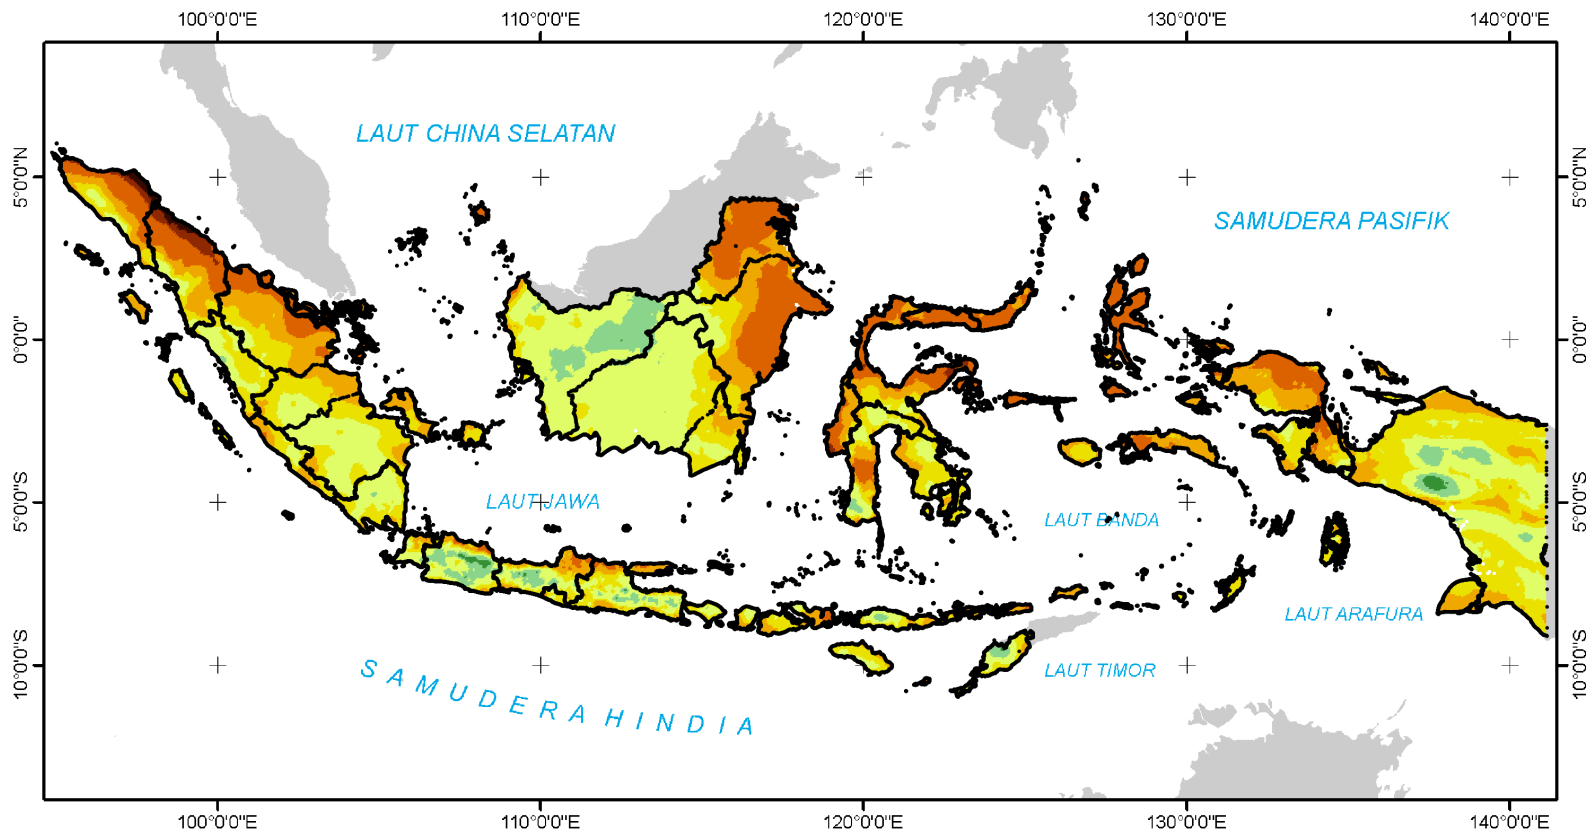 100°0'0"E 110°0'0"E 120°0'0"E 130°0'0"E 140°0'0"E
LAUT CHINA SELATAN
5°0'0"N 5°0'0"N
SAMUDERA PASIFIK
0°0'0" 0°0'0"
LAUT JAWA
5°0'0"S 5°0'0"S
LAUT BANDA
LAUT ARAFURA
10°0'0"S 10°0'0"S
LAUT TIMOR
SAMUDERA HINDIA
100°0'0"E 110°0'0"E 120°0'0"E 130°0'0"E 140°0'0"E